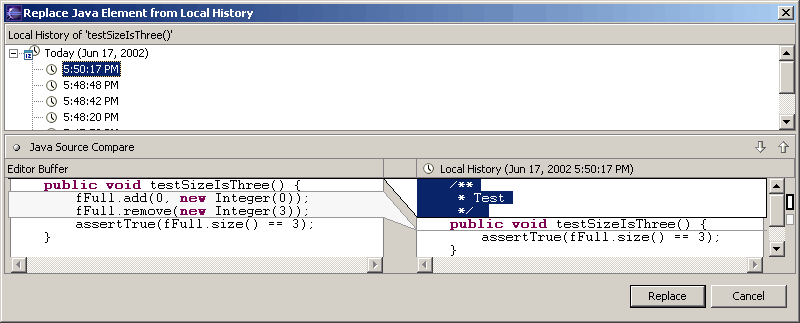 Replace Java Element from Local History
Local History of 'testSizeIsThree()'
Today (Jun 17, 2002)
5:50:17 PM
5:48:48 PM
5:48:42 PM
5:48:20 PM
Java Source Compare
Editor Buffer
public void testSizeIsThree() {
fFull.add(0, new Integer(0));
fFull.remove(new Integer(3));
assertTrue(fFull.size() == 3);
}
Local History (Jun 17, 2002 5:50:17 PM)
/**
* Test
*/
public void testSizeIsThree() {
assertTrue(fFull.size() == 3);
}
Replace
Cancel